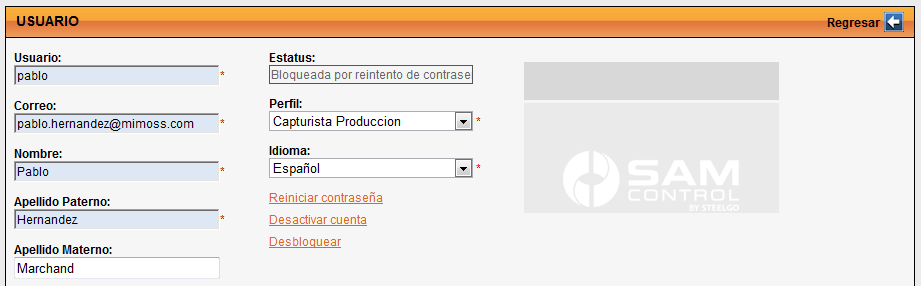 USUARIO
Regresar
Usuario:
pablo
*
Correo:
pablo.hernandez@mimoss.com
*
Nombre:
Pablo
*
Apellido Paterno:
Hernandez
*
Apellido Materno:
Marchand
Estatus:
Bloqueada por reintento de contrase
Perfil:
Capturista Produccion
*
Idioma:
Español
*
Reiniciar contraseña
Desactivar cuenta
Desbloquear
SAM
CONTROL
BY STEELGO